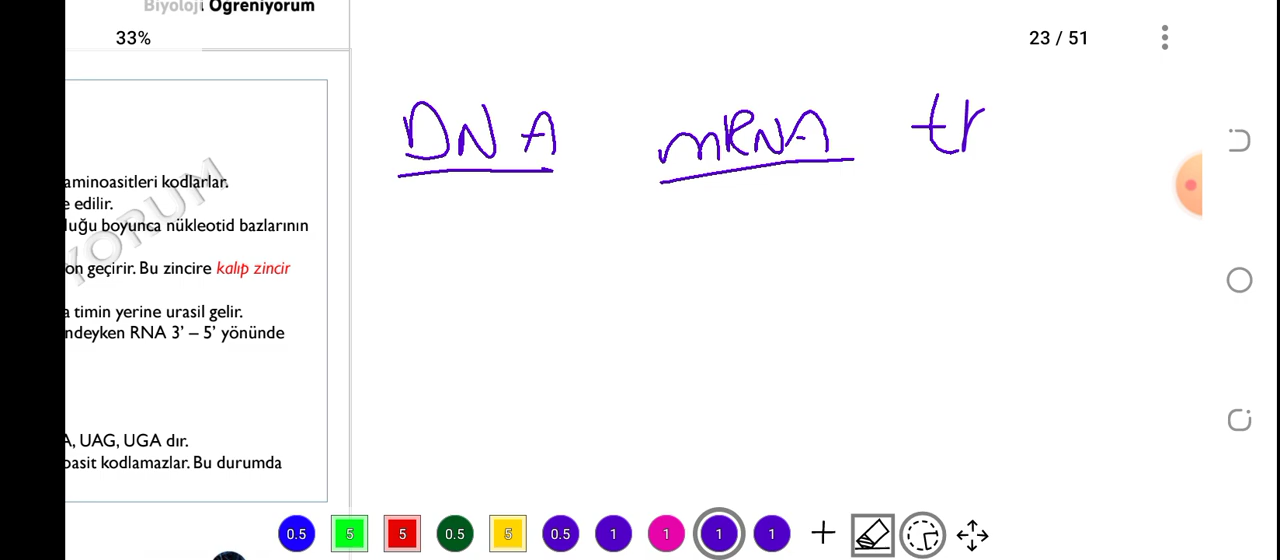 Biyoloji Öğreniyorum
33%
23 / 51
DNA mRNA tr
YORUM
aminoasitleri kodlarlar.
e edilir.
luğu boyunca nükleotid bazlarının
on geçirir. Bu zincire kalıp zincir
a timin yerine urasil gelir.
ndeyken RNA 3' – 5' yönünde
A, UAG, UGA dır.
oasit kodlamazlar. Bu durumda
0.5 5 5 0.5 5 0.5 1 1 1 1